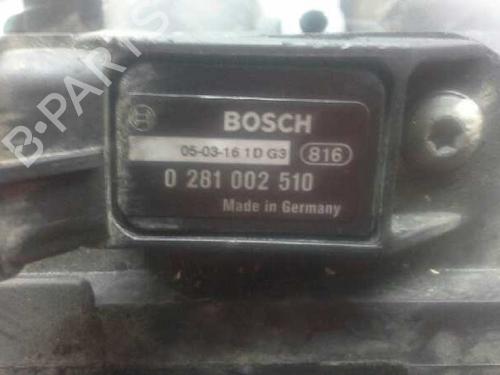 B-PARTS
BOSCH
05-03-16 1D G3 816
0 281 002 510
Made in Germany